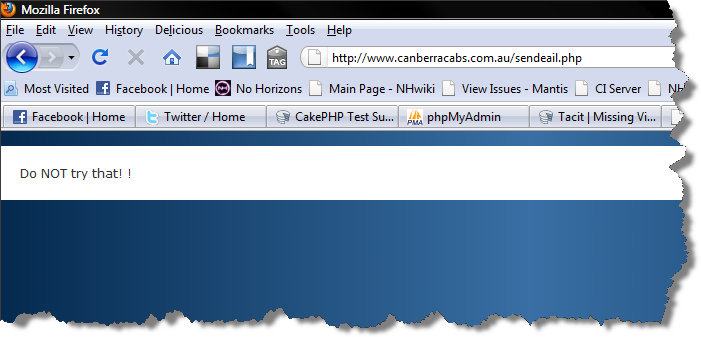 Mozilla Firefox
File Edit View History Delicious Bookmarks Tools Help
TAG http://www.canberracabs.com.au/sendeail.php
Most Visited Facebook | Home No Horizons Main Page - NHwiki View Issues - Mantis CI Server NH
Facebook | Home Twitter / Home CakePHP Test Su... PMA phpMyAdmin Tacit | Missing Vi...
Do NOT try that! !